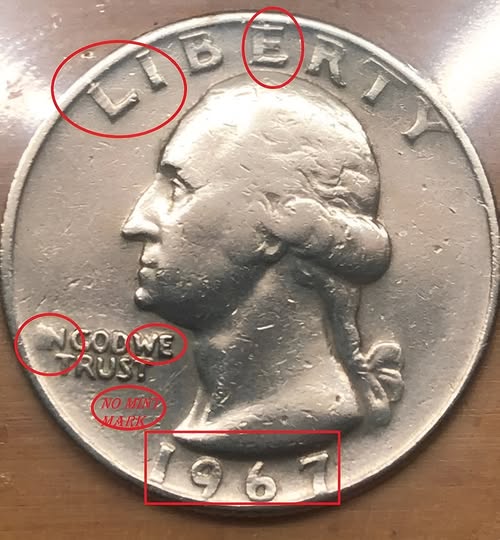 LIBERTY
IN GOD WE
TRUST
NO MINT
MARK
1967